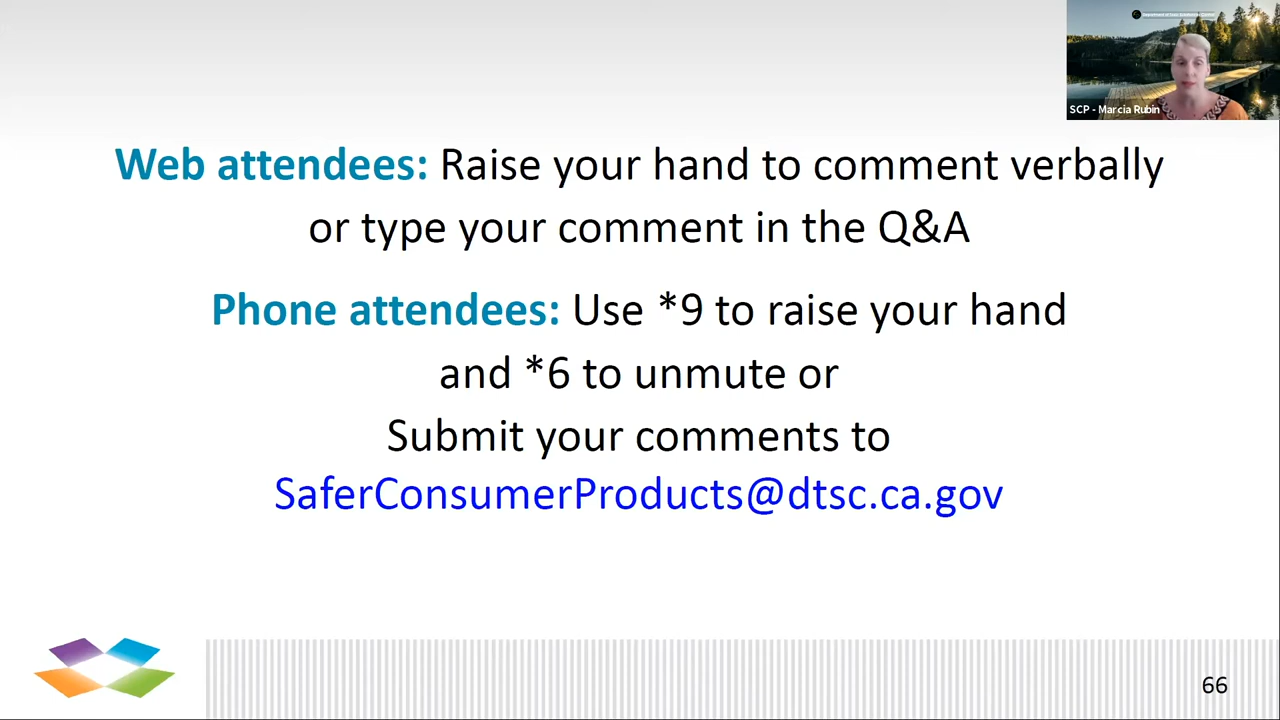 SCP - Marcia Rubin
Web attendees: Raise your hand to comment verbally
or type your comment in the Q&A
Phone attendees: Use *9 to raise your hand
and *6 to unmute or
Submit your comments to
SaferConsumerProducts@dtsc.ca.gov
66